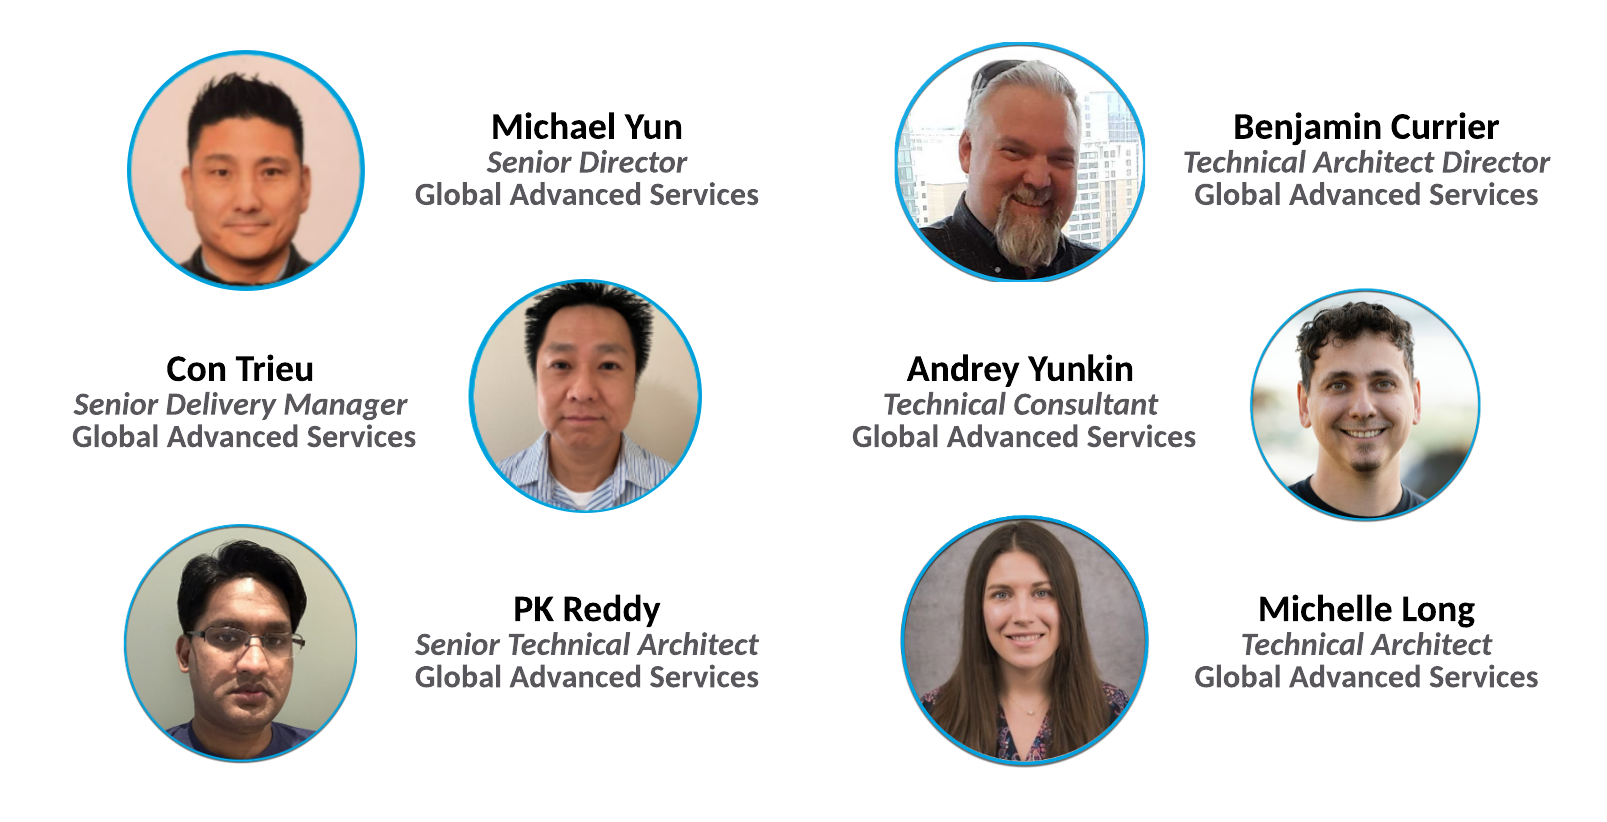 Michael Yun
Senior Director
Global Advanced Services
Benjamin Currier
Technical Architect Director
Global Advanced Services
Con Trieu
Senior Delivery Manager
Global Advanced Services
Andrey Yunkin
Technical Consultant
Global Advanced Services
PK Reddy
Senior Technical Architect
Global Advanced Services
Michelle Long
Technical Architect
Global Advanced Services